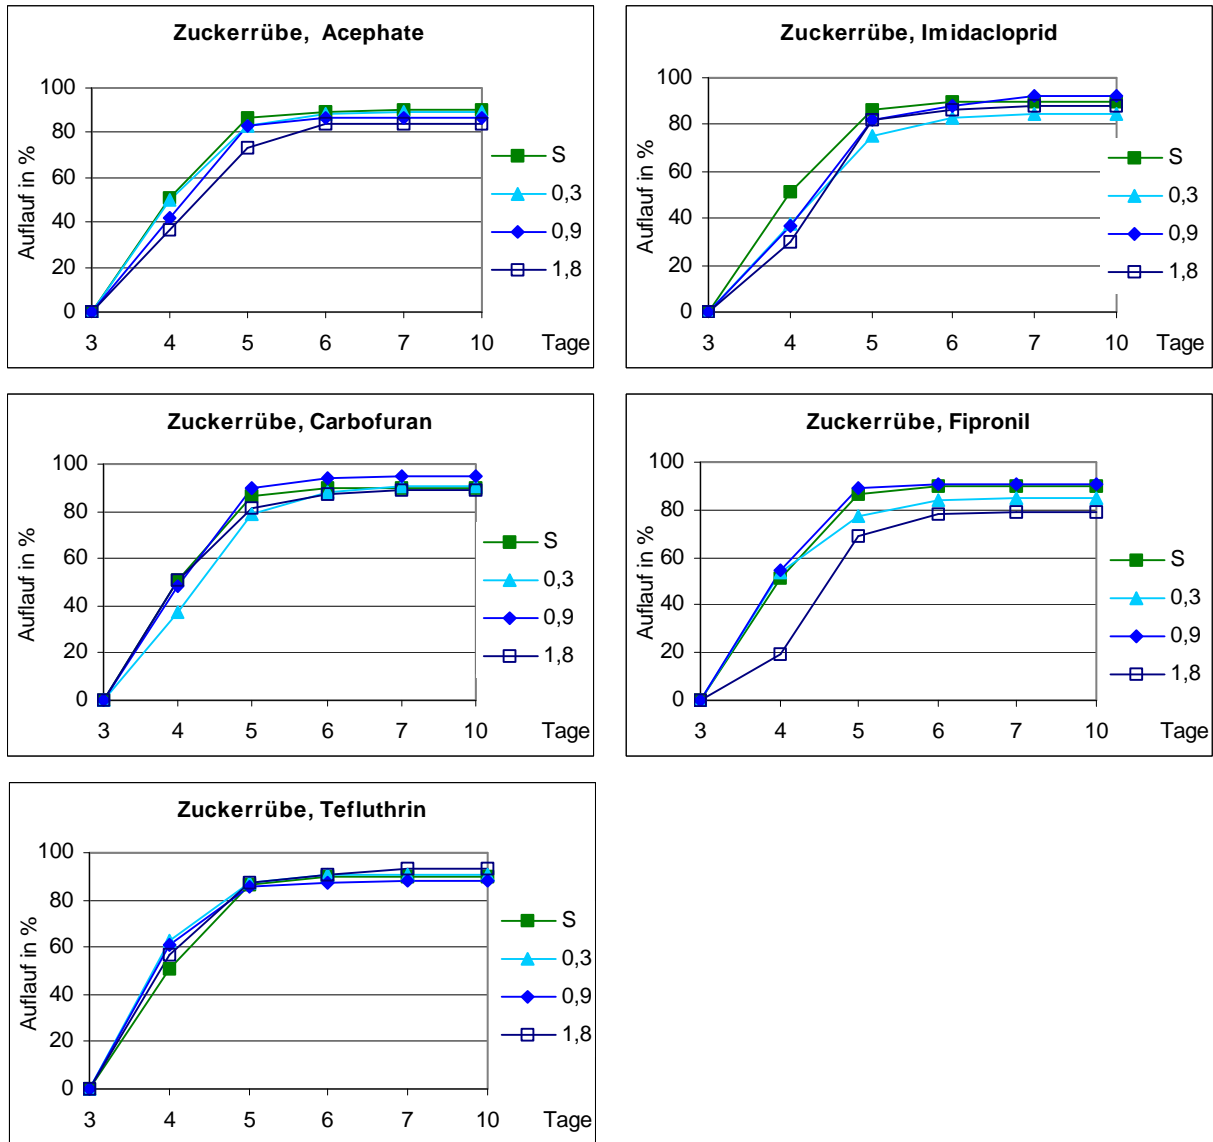 Zuckerrübe, Acephate
100
80
60
40
20
0
Auflauf in %
3 4 5 6 7 10 Tage
S
0,3
0,9
1,8
Zuckerrübe, Imidacloprid
100
80
60
40
20
0
Auflauf in %
3 4 5 6 7 10 Tage
S
0,3
0,9
1,8
Zuckerrübe, Carbofuran
100
80
60
40
20
0
Auflauf in %
3 4 5 6 7 10 Tage
S
0,3
0,9
1,8
Zuckerrübe, Fipronil
100
80
60
40
20
0
Auflauf in %
3 4 5 6 7 10 Tage
S
0,3
0,9
1,8
Zuckerrübe, Tefluthrin
100
80
60
40
20
0
Auflauf in %
3 4 5 6 7 10 Tage
S
0,3
0,9
1,8